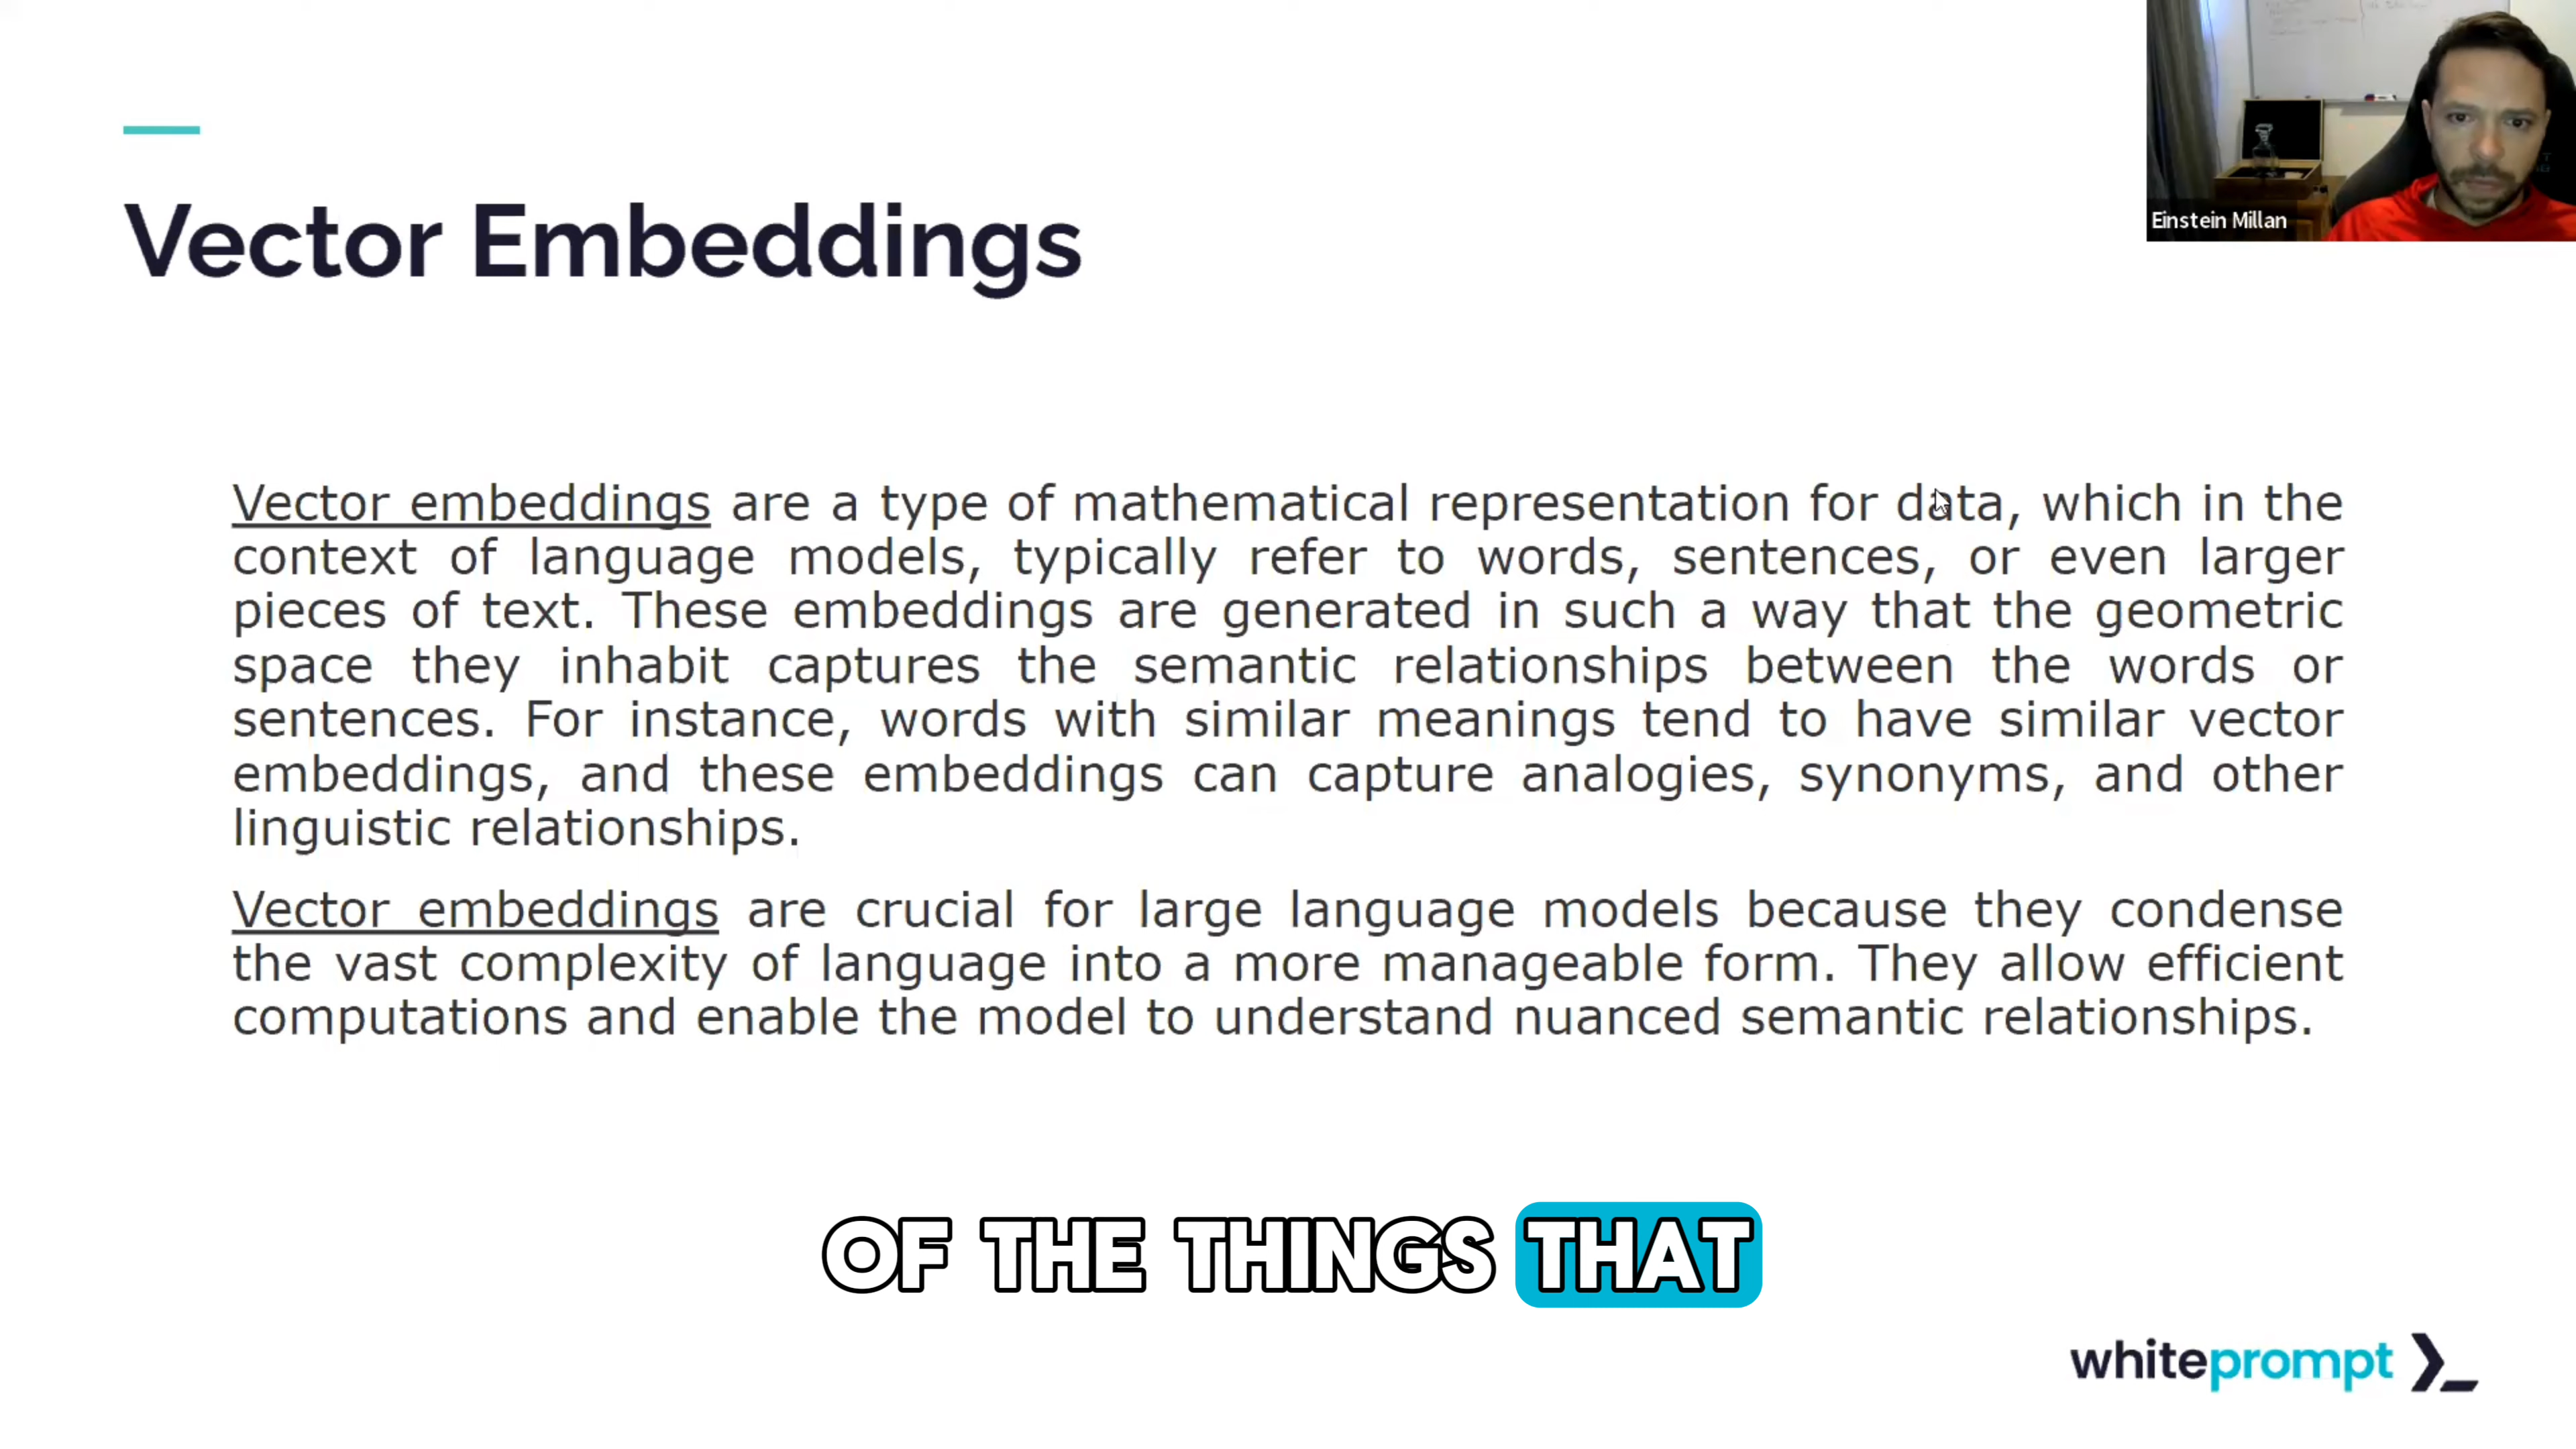 Einstein Millan
Vector Embeddings
Vector embeddings are a type of mathematical representation for data, which in the
context of language models, typically refer to words, sentences, or even larger
pieces of text. These embeddings are generated in such a way that the geometric
space they inhabit captures the semantic relationships between the words or
sentences. For instance, words with similar meanings tend to have similar vector
embeddings, and these embeddings can capture analogies, synonyms, and other
linguistic relationships.
Vector embeddings are crucial for large language models because they condense
the vast complexity of language into a more manageable form. They allow efficient
computations and enable the model to understand nuanced semantic relationships.
OF THE THINGS THAT
whiteprompt